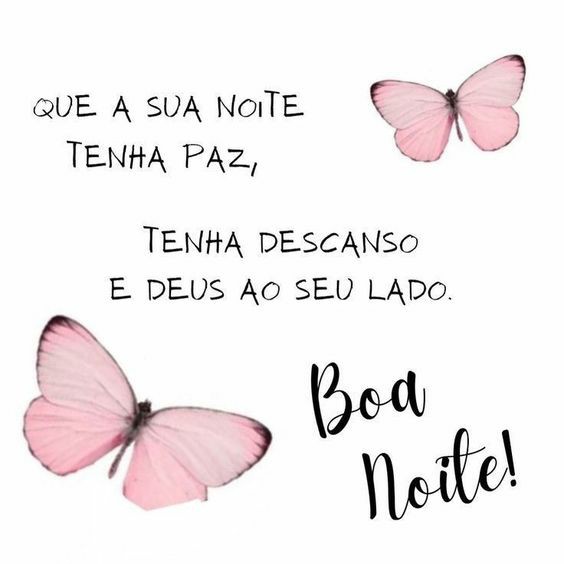 QUE A SUA NOITE
TENHA PAZ,
TENHA DESCANSO
E DEUS AO SEU LADO.
Boa
Noite!